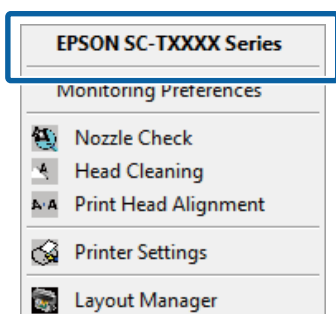 EPSON SC-TXXXX Series
Monitoring Preferences
Nozzle Check
Head Cleaning
Print Head Alignment
Printer Settings
Layout Manager